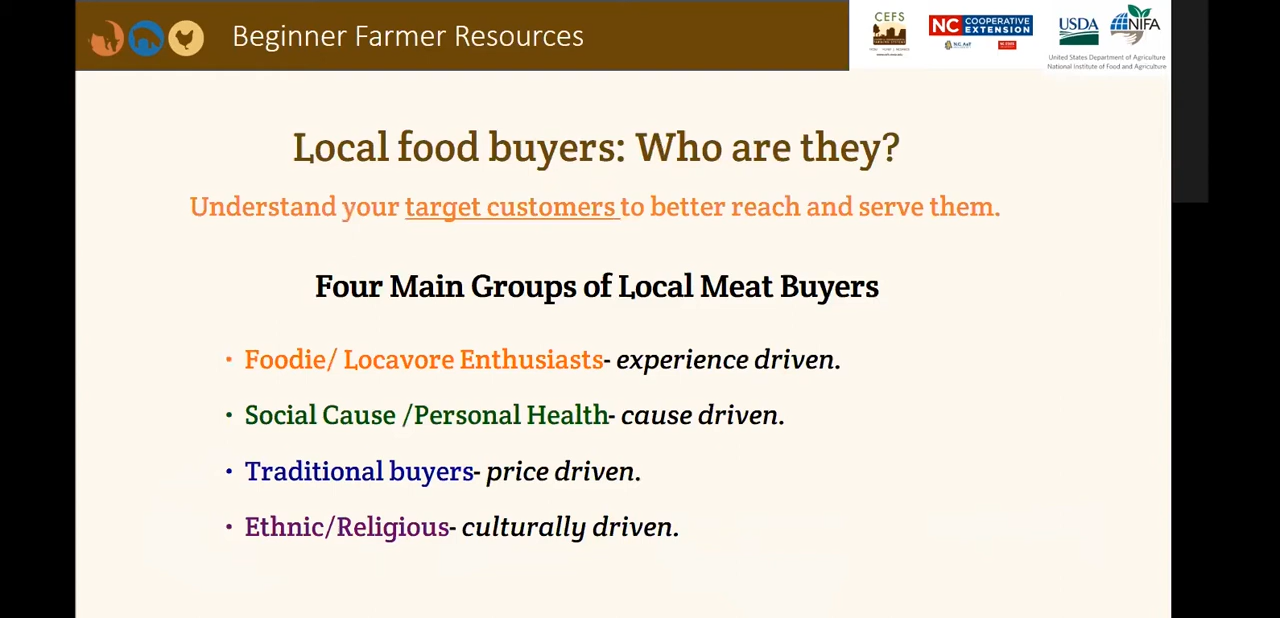 Beginner Farmer Resources
CEFS
NC COOPERATIVE
EXTENSION
USDA
NIFA
United States Department of Agriculture
National Institute of Food and Agriculture
Local food buyers: Who are they?
Understand your target customers to better reach and serve them.
Four Main Groups of Local Meat Buyers
• Foodie/ Locavore Enthusiasts- experience driven.
• Social Cause /Personal Health- cause driven.
• Traditional buyers- price driven.
• Ethnic/Religious- culturally driven.